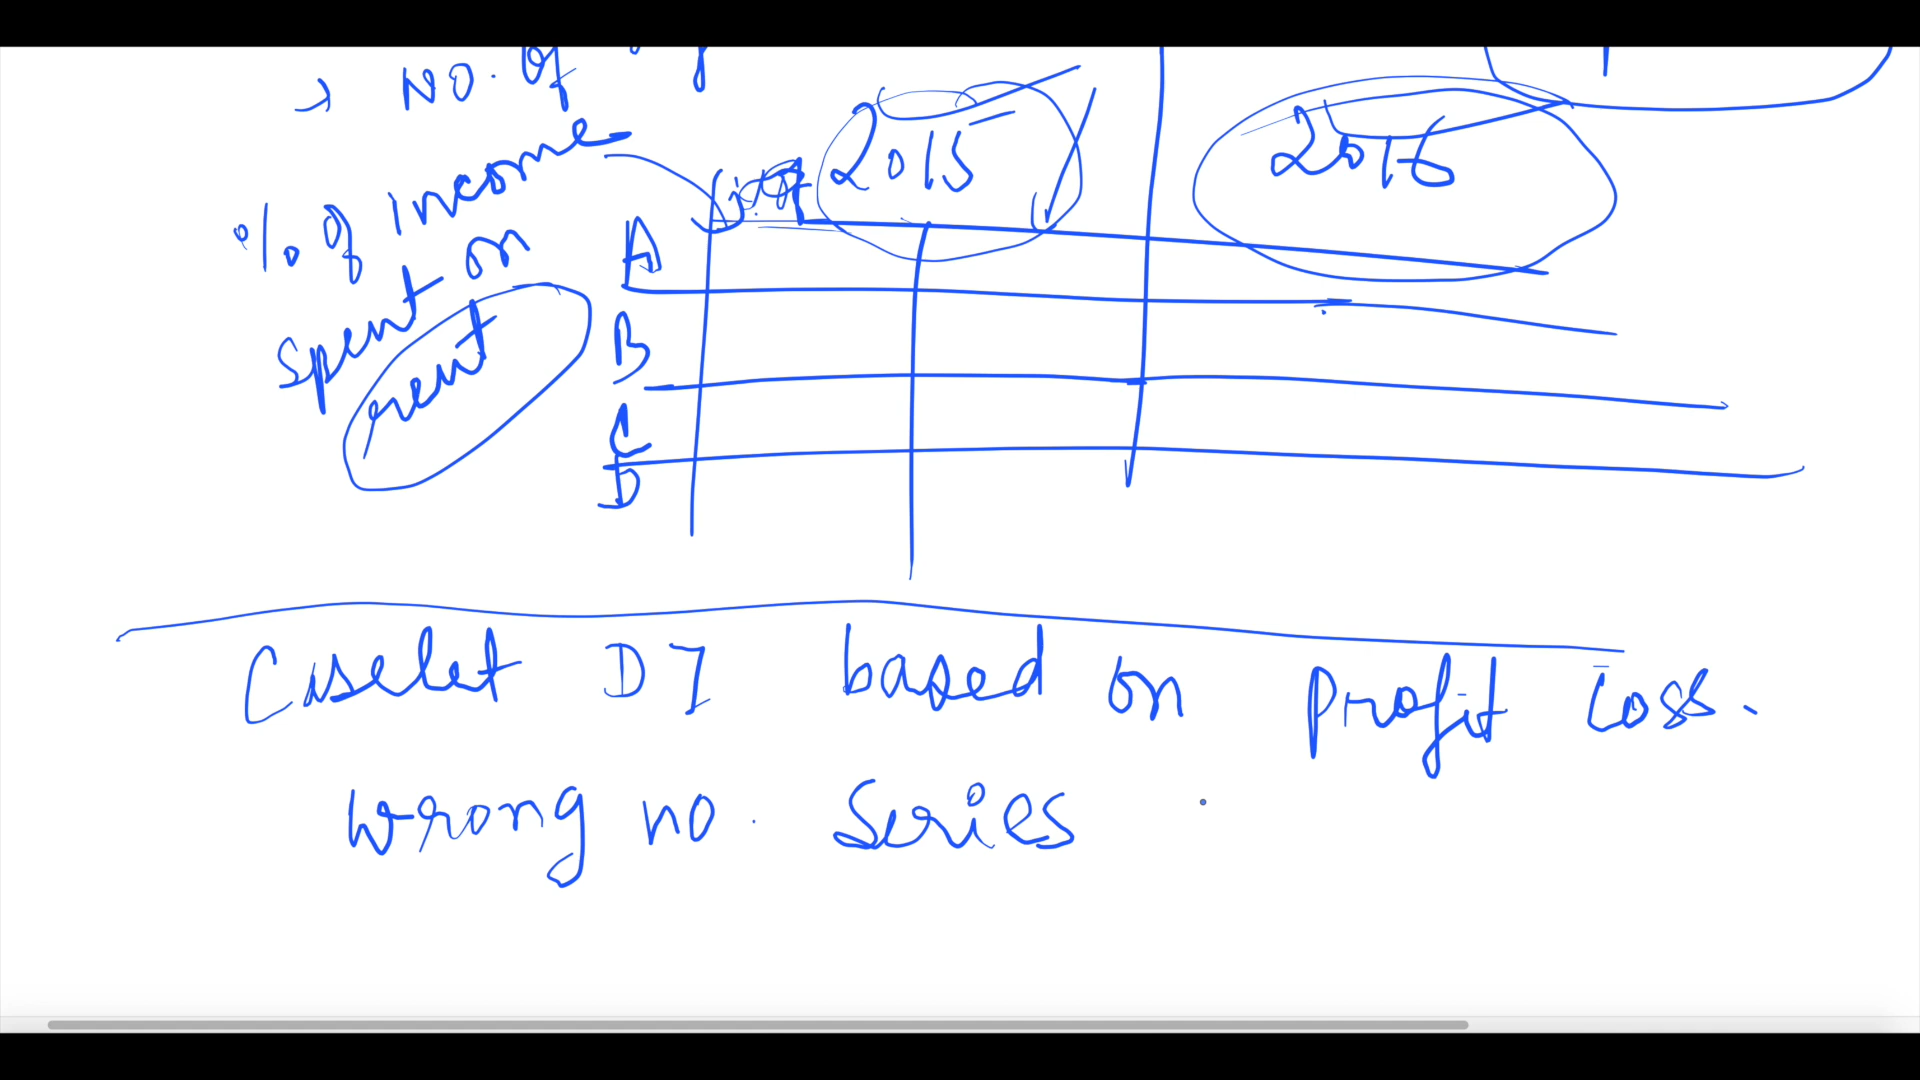 → No. of
% of income
spent on
rent
2015 2016
A
B
C
D
Caselet DI based on Profit Loss.
Wrong no. Series